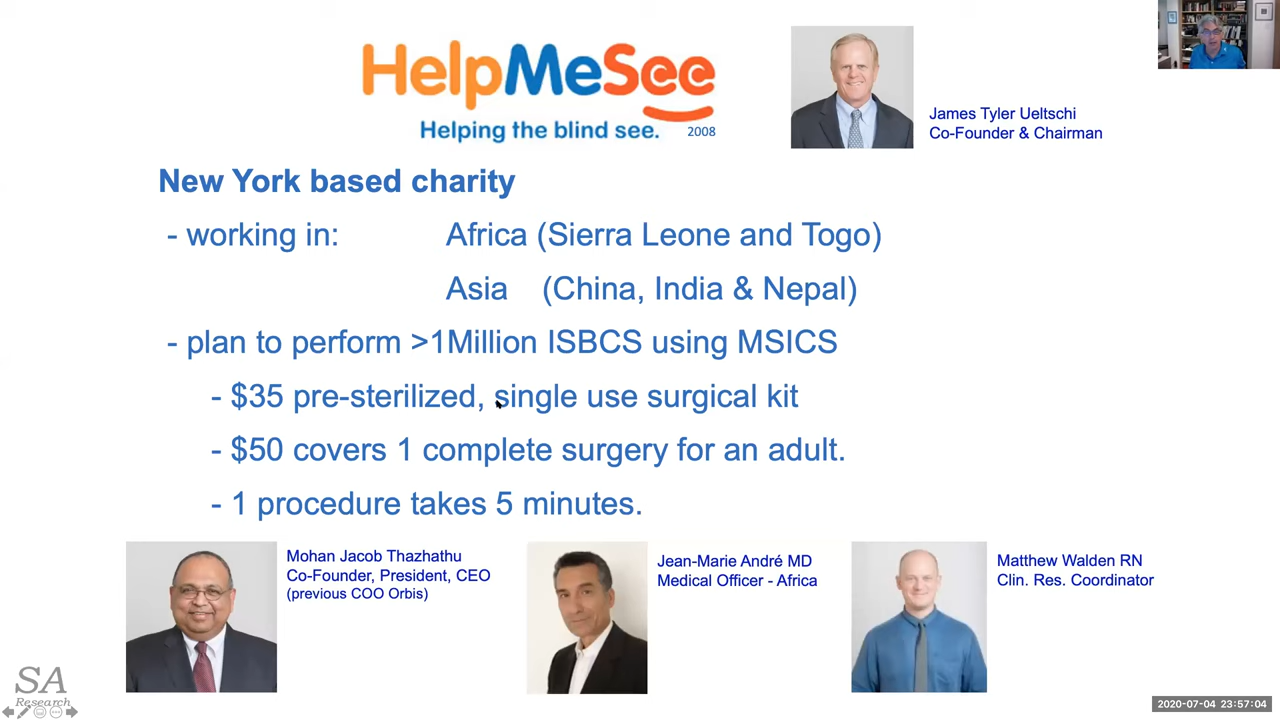 HelpMeSee
Helping the blind see.
2008
James Tyler Ueltschi
Co-Founder & Chairman
New York based charity
- working in: Africa (Sierra Leone and Togo)
Asia (China, India & Nepal)
- plan to perform >1Million ISBCS using MSICS
- $35 pre-sterilized, single use surgical kit
- $50 covers 1 complete surgery for an adult.
- 1 procedure takes 5 minutes.
Mohan Jacob Thazhathu
Co-Founder, President, CEO
(previous COO Orbis)
Jean-Marie André MD
Medical Officer - Africa
Matthew Walden RN
Clin. Res. Coordinator
SA
Research
2020-07-04 23:57:04